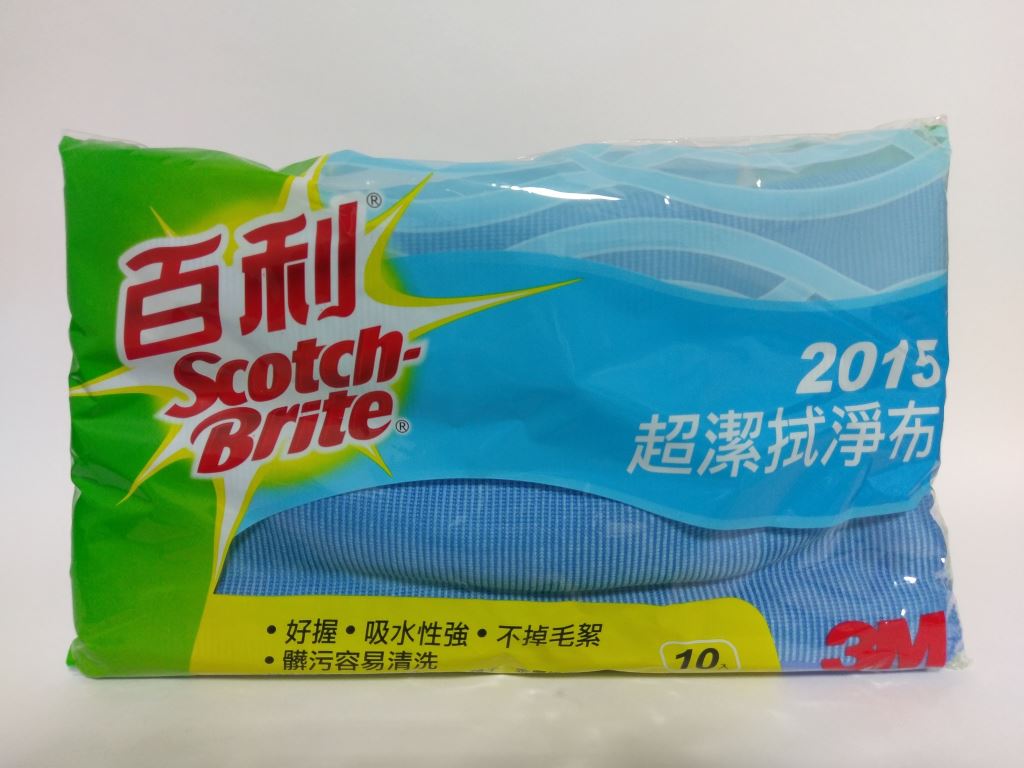 百利®
Scotch-
Brite®
2015
超潔拭淨布
• 好握 • 吸水性強 • 不掉毛絮
• 髒污容易清洗
10入
3M